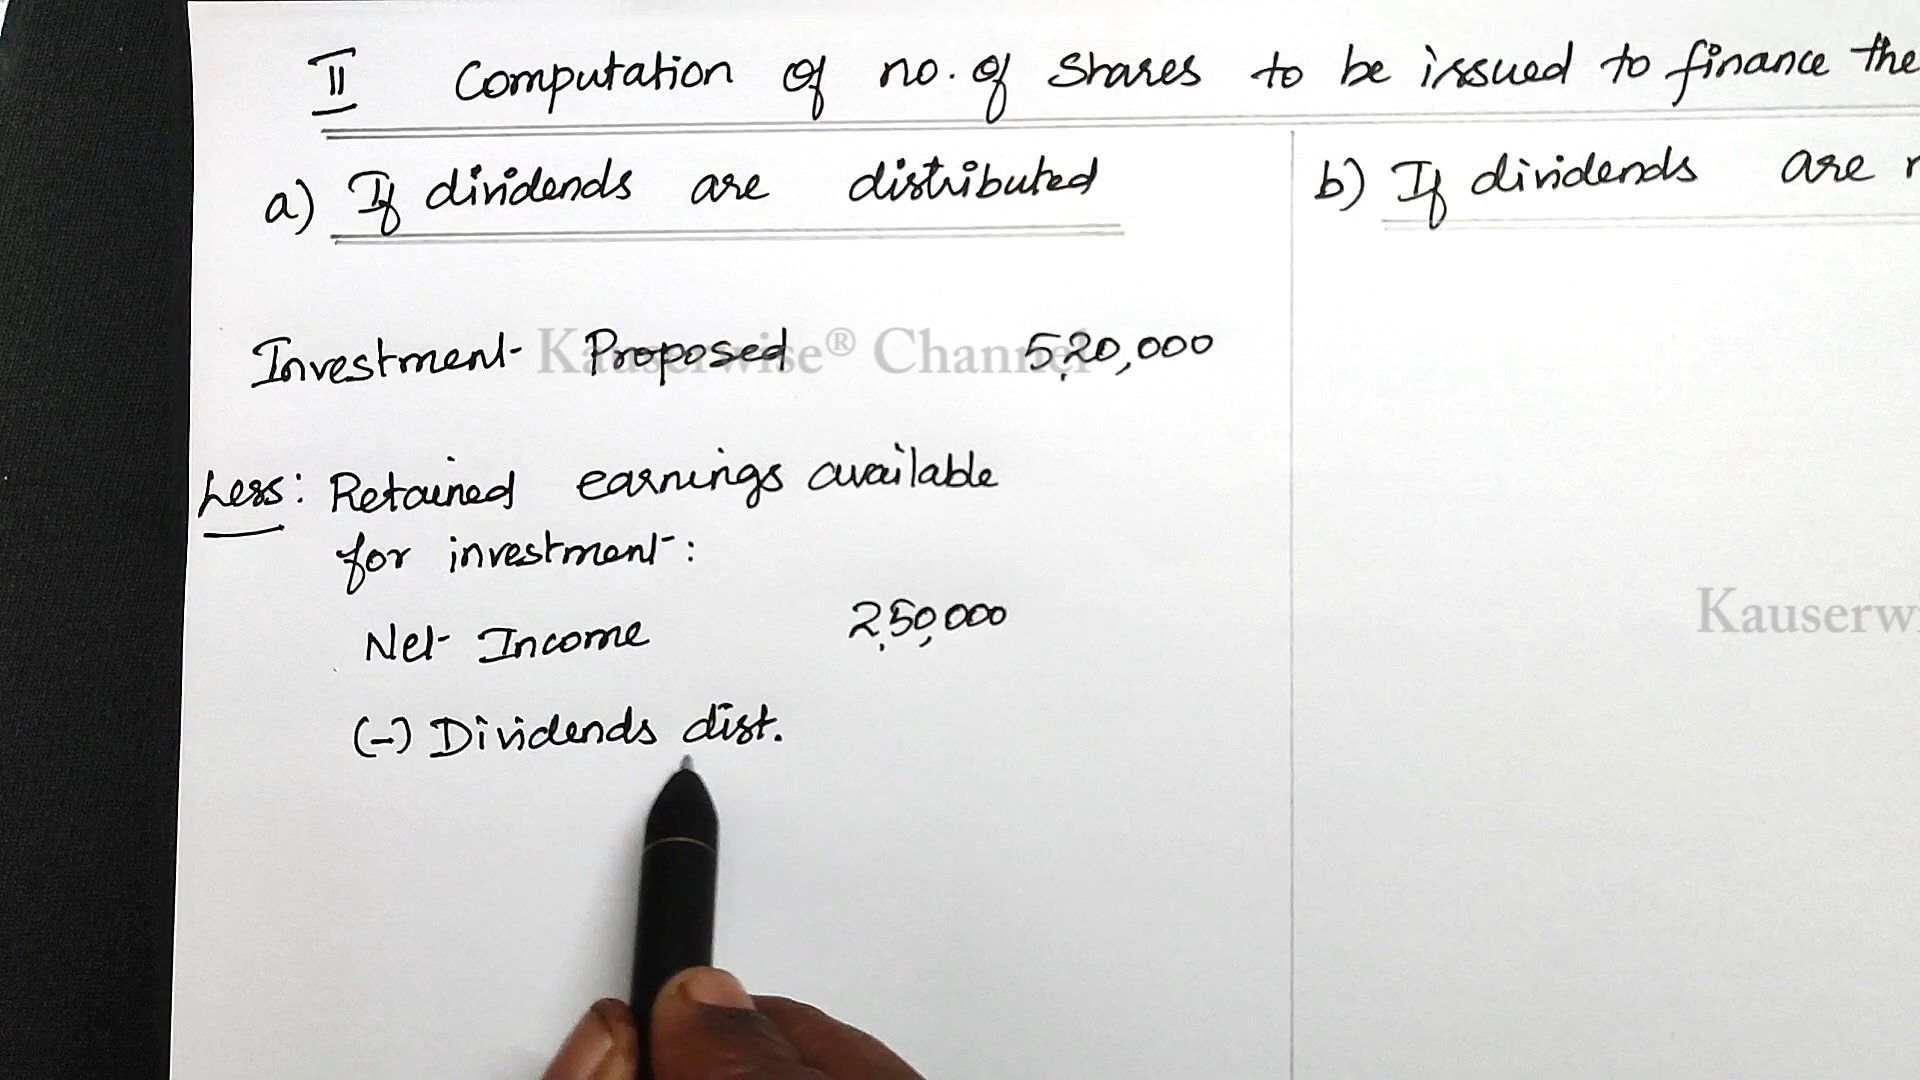 II Computation of no. of shares to be issued to finance the
a) If dividends are distributed
Investment Proposed 5,20,000
Less: Retained earnings available
for investment:
Net Income 2,50,000
(-) Dividends dist.
b) If dividends are
Kauserwise® Channel
Kauserwi